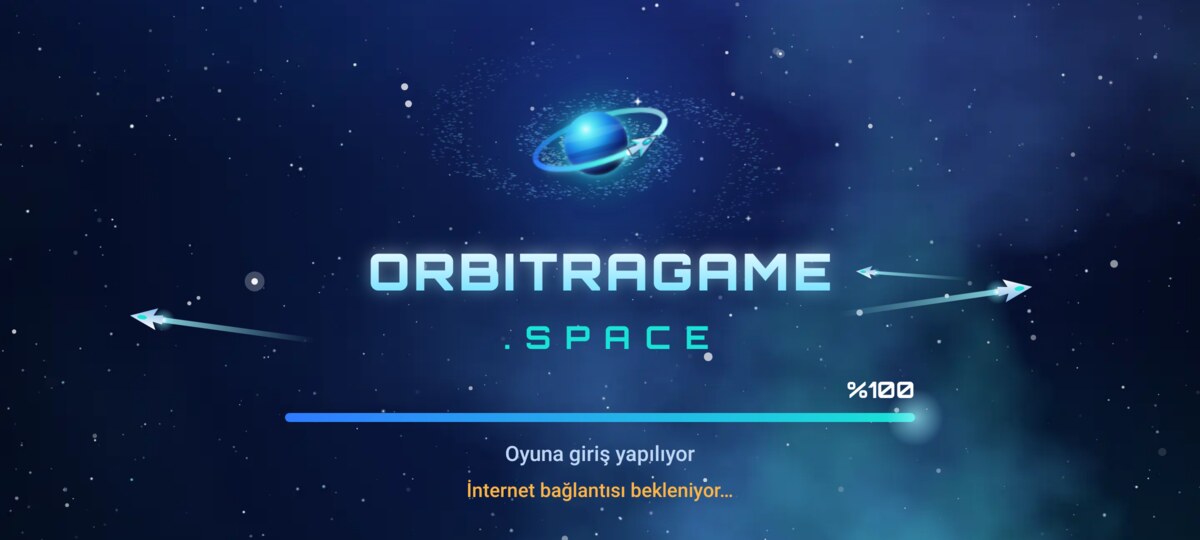 ORBITRAGAME
.SPACE
%100
Oyuna giriş yapılıyor
İnternet bağlantısı bekleniyor...